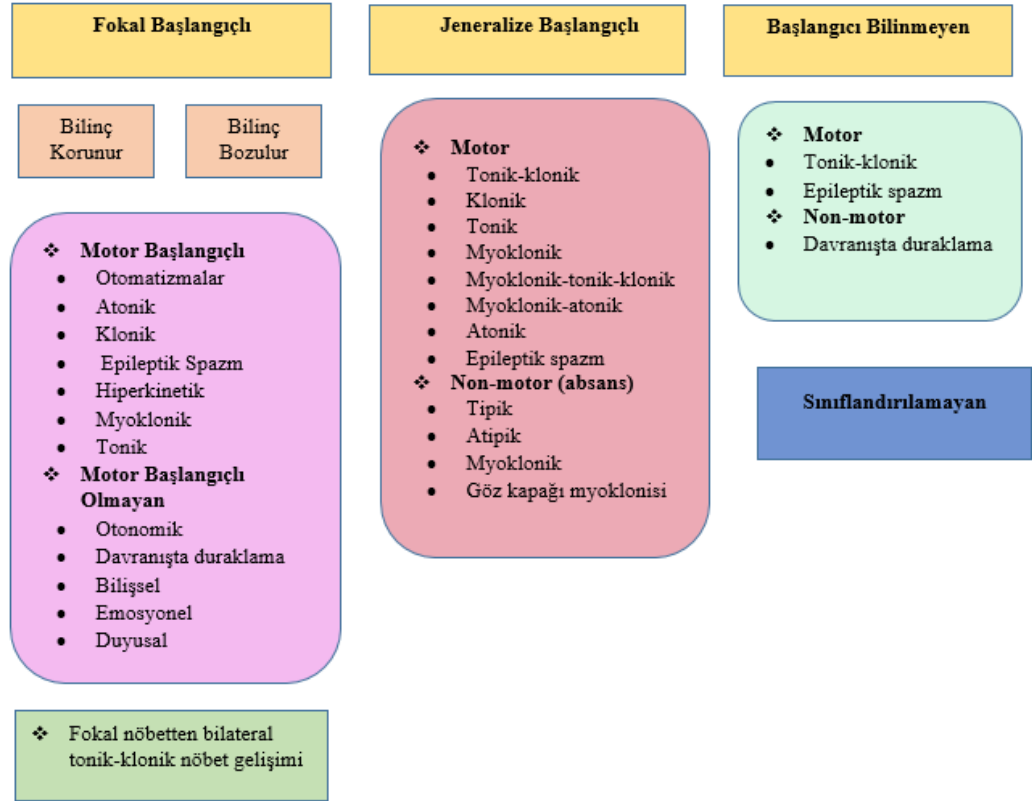 Fokal Başlangıçlı
Bilinç
Korunur
Bilinç
Bozulur
❖ Motor Başlangıçlı
• Otomatizmalar
• Atonik
• Klonik
• Epileptik Spazm
• Hiperkinetik
• Myoklonik
• Tonik
❖ Motor Başlangıçlı
Olmayan
• Otonomik
• Davranışta duraklama
• Bilişsel
• Emosyonel
• Duyusal
❖ Fokal nöbetten bilateral
tonik-klonik nöbet gelişimi
Jeneralize Başlangıçlı
❖ Motor
• Tonik-klonik
• Klonik
• Tonik
• Myoklonik
• Myoklonik-tonik-klonik
• Myoklonik-atonik
• Atonik
• Epileptik spazm
❖ Non-motor (absans)
• Tipik
• Atipik
• Myoklonik
• Göz kapağı myoklonisi
Başlangıcı Bilinmeyen
❖ Motor
• Tonik-klonik
• Epileptik spazm
❖ Non-motor
• Davranışta duraklama
Sınıflandırılamayan